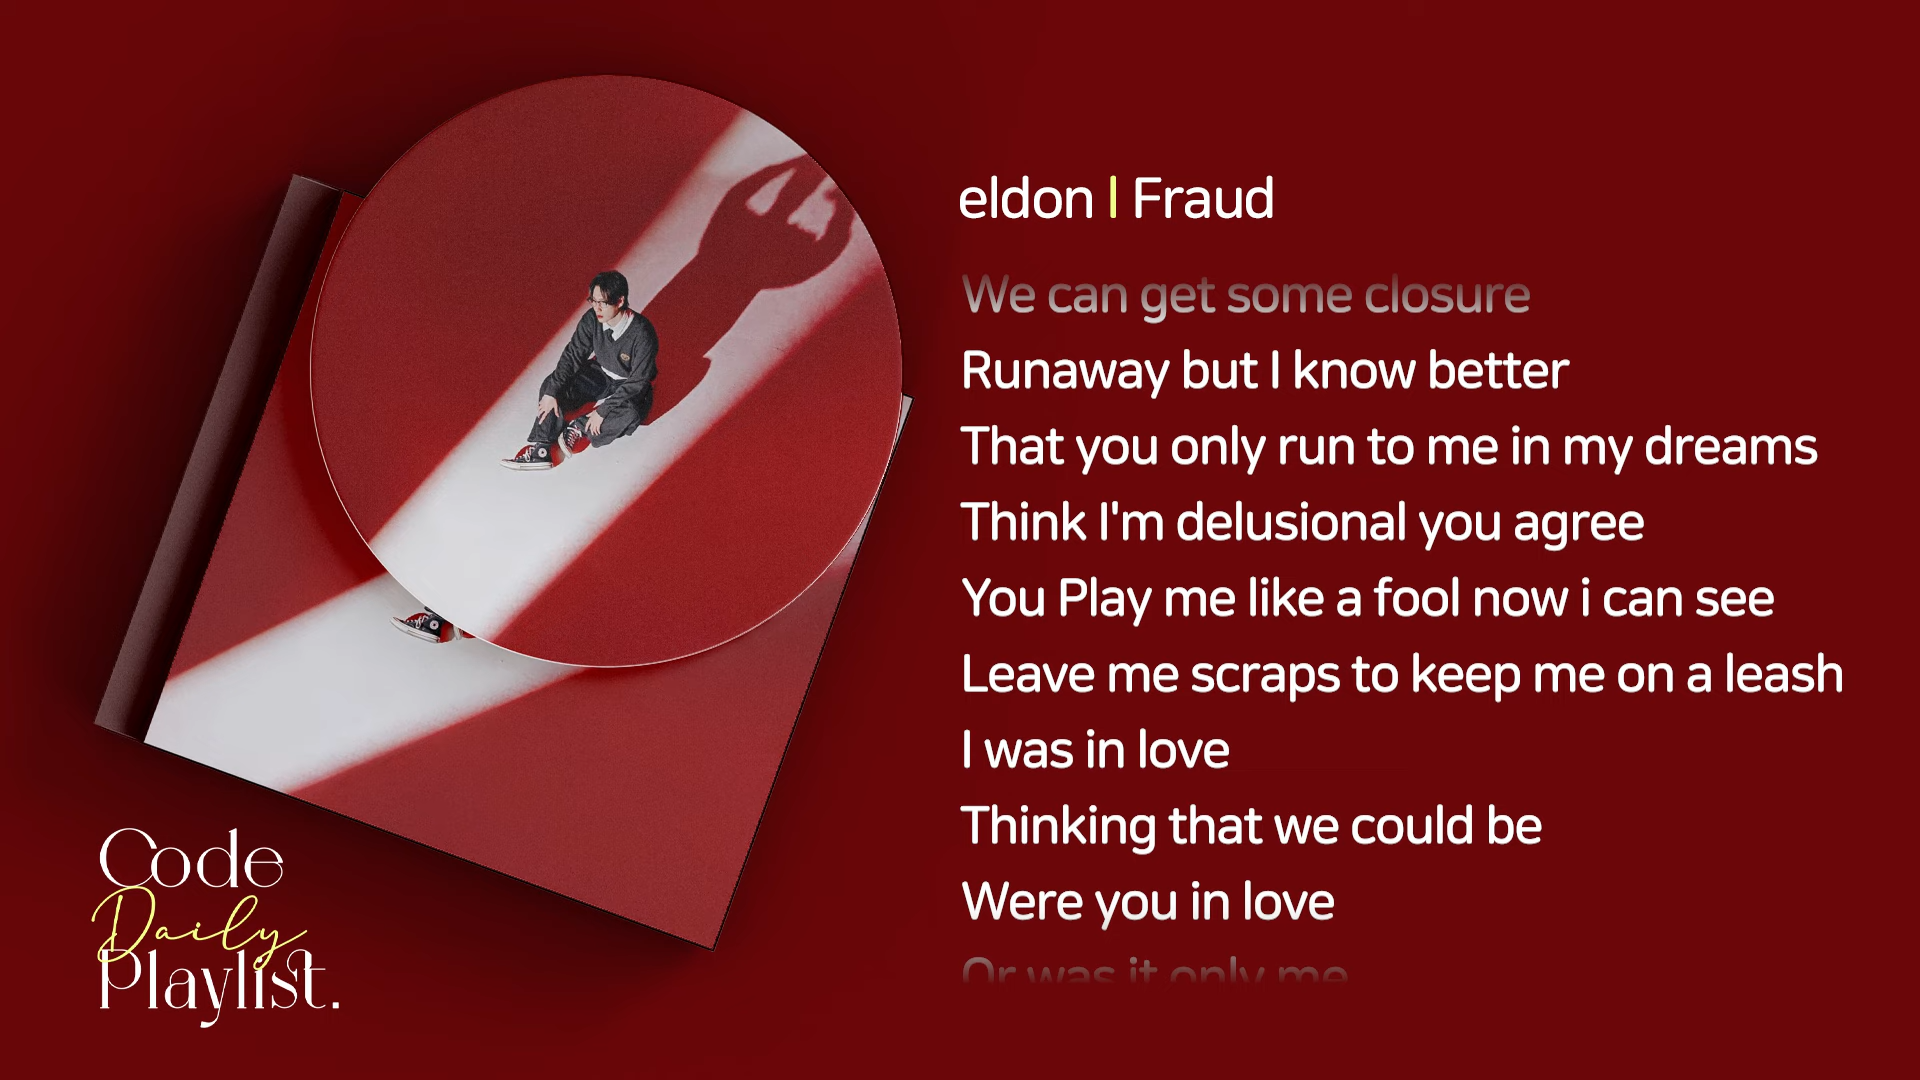 eldon | Fraud
We can get some closure
Runaway but I know better
That you only run to me in my dreams
Think I'm delusional you agree
You Play me like a fool now i can see
Leave me scraps to keep me on a leash
I was in love
Thinking that we could be
Were you in love
Or was it only me
Code
Daily
Playlist.